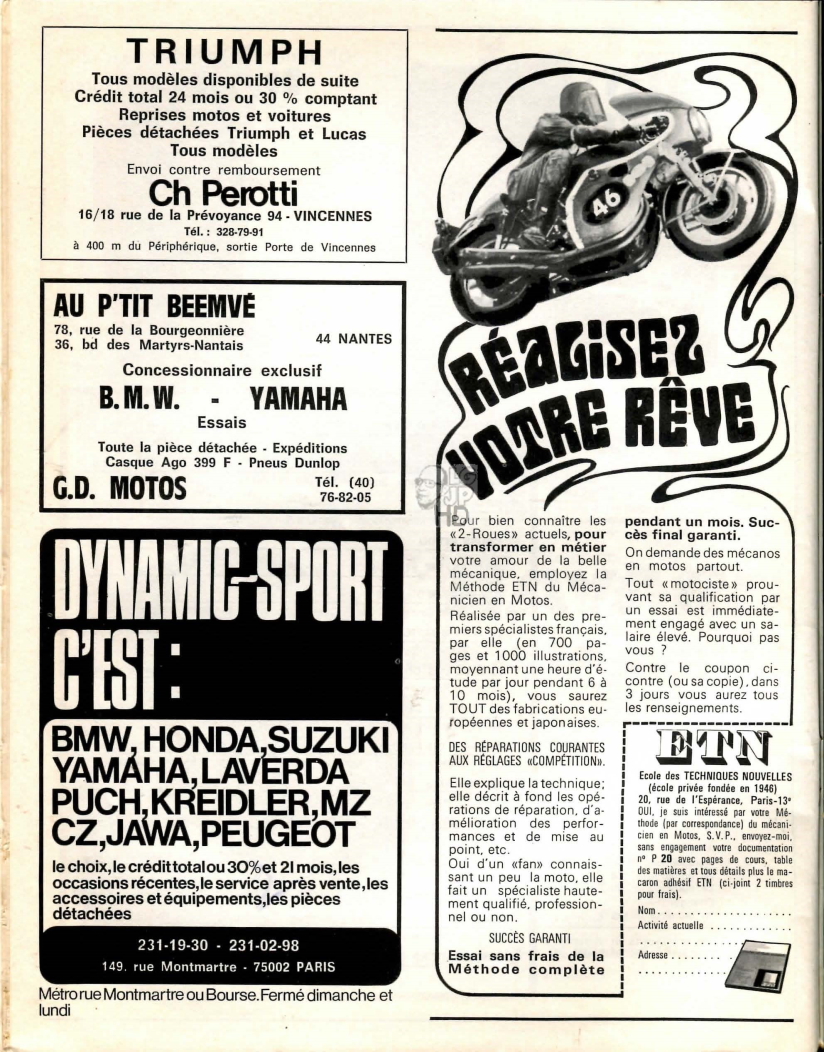 TRIUMPH
Tous modèles disponibles de suite
Crédit total 24 mois ou 30 % comptant
Reprises motos et voitures
Pièces détachées Triumph et Lucas
Tous modèles
Envoi contre remboursement
Ch Perotti
16/18 rue de la Prévoyance 94 - VINCENNES
Tél. : 328-79-91
à 400 m du Périphérique, sortie Porte de Vincennes
AU P'TIT BEEMVÉ
78, rue de la Bourgeonnière
36, bd des Martyrs-Nantais
44 NANTES
Concessionnaire exclusif
B.M.W. - YAMAHA
Essais
Toute la pièce détachée - Expéditions
Casque Ago 399 F - Pneus Dunlop
G.D. MOTOS
Tél. (40)
76-82-05
DYNAMIC-SPORT
C'EST :
BMW, HONDA, SUZUKI
YAMAHA, LAVERDA
PUCH, KREIDLER, MZ
CZ, JAWA, PEUGEOT
le choix, le crédit total ou 30% et 21 mois, les
occasions récentes, le service après vente, les
accessoires et équipements, les pièces
détachées
231-19-30 - 231-02-98
149, rue Montmartre - 75002 PARIS
Métro rue Montmartre ou Bourse. Fermé dimanche et
lundi
46
RÉALISEZ
VOTRE RÊVE
Pour bien connaître les
«2-Roues» actuels, pour
transformer en métier
votre amour de la belle
mécanique, employez la
Méthode ETN du Méca-
nicien en Motos.
Réalisée par un des pre-
miers spécialistes français,
par elle (en 700 pa-
ges et 1000 illustrations,
moyennant une heure d'é-
tude par jour pendant 6 à
10 mois), vous saurez
TOUT des fabrications eu-
ropéennes et japonaises.
DES RÉPARATIONS COURANTES
AUX RÉGLAGES «COMPÉTITION».
Elle explique la technique;
elle décrit à fond les opé-
rations de réparation, d'a-
mélioration des perfor-
mances et de mise au
point, etc.
Oui d'un «fan» connais-
sant un peu la moto, elle
fait un spécialiste haute-
ment qualifié, profession-
nel ou non.
SUCCÈS GARANTI
Essai sans frais de la
Méthode complète
pendant un mois. Suc-
cès final garanti.
On demande des mécanos
en motos partout.
Tout «motociste» prou-
vant sa qualification par
un essai est immédiate-
ment engagé avec un sa-
laire élevé. Pourquoi pas
vous ?
Contre le coupon ci-
contre (ou sa copie), dans
3 jours vous aurez tous
les renseignements.
ETN
Ecole des TECHNIQUES NOUVELLES
(école privée fondée en 1946)
20, rue de l'Espérance, Paris-13e
OUI, je suis intéressé par votre Mé-
thode (par correspondance) du mécani-
cien en Motos, S.V.P., envoyez-moi,
sans engagement votre documentation
n° P 20 avec pages de cours, table
des matières et tous détails plus le ma-
caron adhésif ETN (ci-joint 2 timbres
pour frais).
Nom
Activité actuelle
Adresse